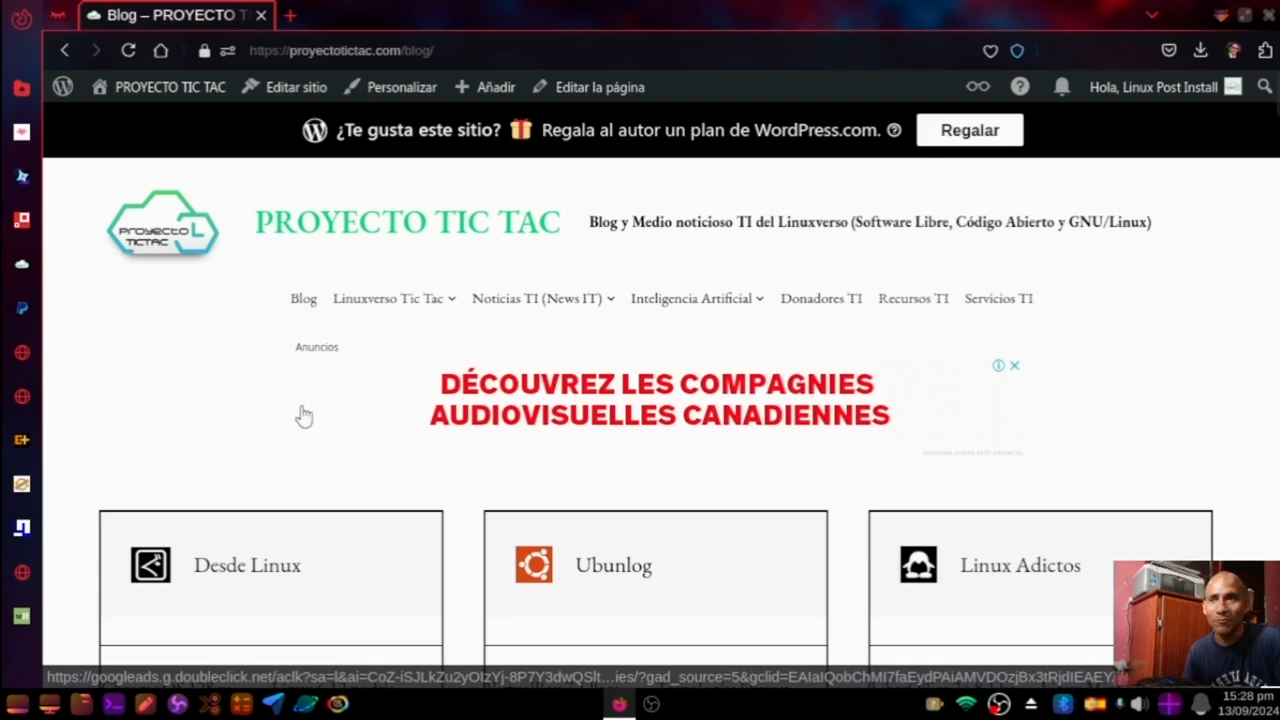 Blog – PROYECTO T
https://proyectotictac.com/blog/
PROYECTO TIC TAC
Editar sitio
Personalizar
Añadir
Editar la página
Hola, Linux Post Install
¿Te gusta este sitio?
Regala al autor un plan de WordPress.com.
Regalar
PROYECTO
TICTAC
PROYECTO TIC TAC
Blog y Medio noticioso TI del Linuxverso (Software Libre, Código Abierto y GNU/Linux)
Blog
Linuxverso Tic Tac
Noticias TI (News IT)
Inteligencia Artificial
Donadores TI
Recursos TI
Servicios TI
Anuncios
DÉCOUVREZ LES COMPAGNIES
AUDIOVISUELLES CANADIENNES
Desde Linux
Ubunlog
Linux Adictos
15:28 pm
13/09/2024